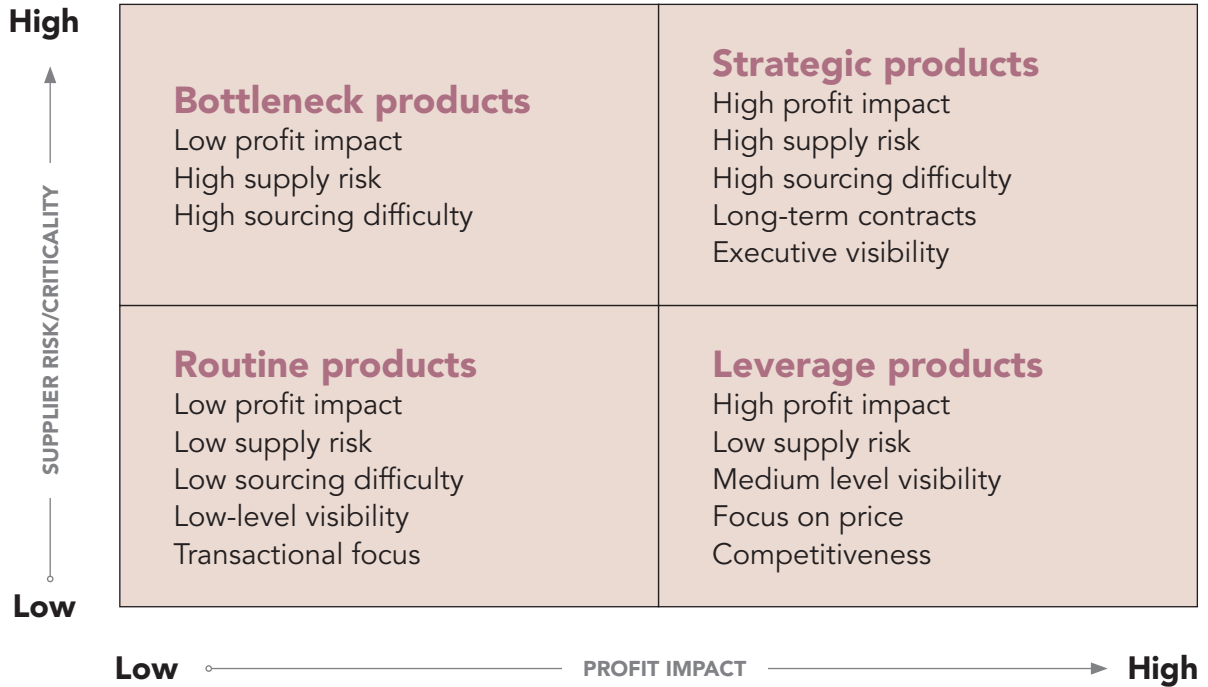 High
SUPPLIER RISK/CRITICALITY
Low
Bottleneck products
Low profit impact
High supply risk
High sourcing difficulty
Strategic products
High profit impact
High supply risk
High sourcing difficulty
Long-term contracts
Executive visibility
Routine products
Low profit impact
Low supply risk
Low sourcing difficulty
Low-level visibility
Transactional focus
Leverage products
High profit impact
Low supply risk
Medium level visibility
Focus on price
Competitiveness
Low
PROFIT IMPACT
High